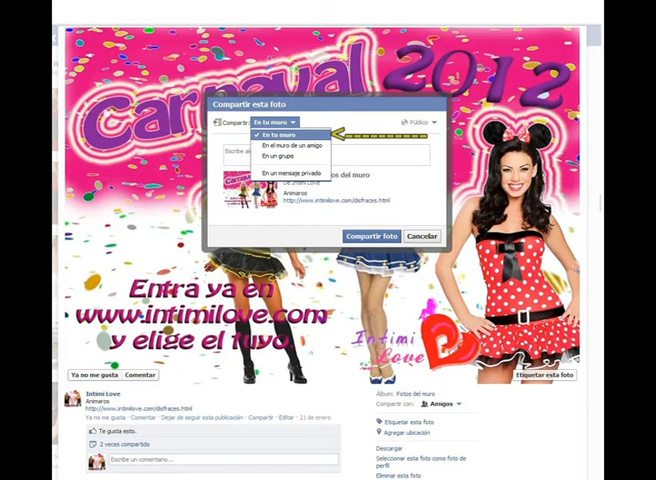 Carnaval 2012
Compartir esta foto
Compartir: En tu muro
Público
En tu muro
En el muro de un amigo
En un grupo
En un mensaje privado
Escribe al
Fotos del muro
De Intimi Love
Animaros
http://www.intimilove.com/disfraces.html
Compartir foto
Cancelar
Entra ya en
www.intimilove.com
y elige el tuyo.
Intimi
Love
Ya no me gusta
Comentar
Etiquetar esta foto
Intimi Love
Animaros
http://www.intimilove.com/disfraces.html
Ya no me gusta · Comentar · Dejar de seguir esta publicación · Compartir · Editar · 21 de enero
Te gusta esto.
2 veces compartido
Escribe un comentario...
Álbum: Fotos del muro
Compartir con: Amigos
Etiquetar esta foto
Agregar ubicación
Descargar
Seleccionar esta foto como foto de
perfil
Eliminar esta foto